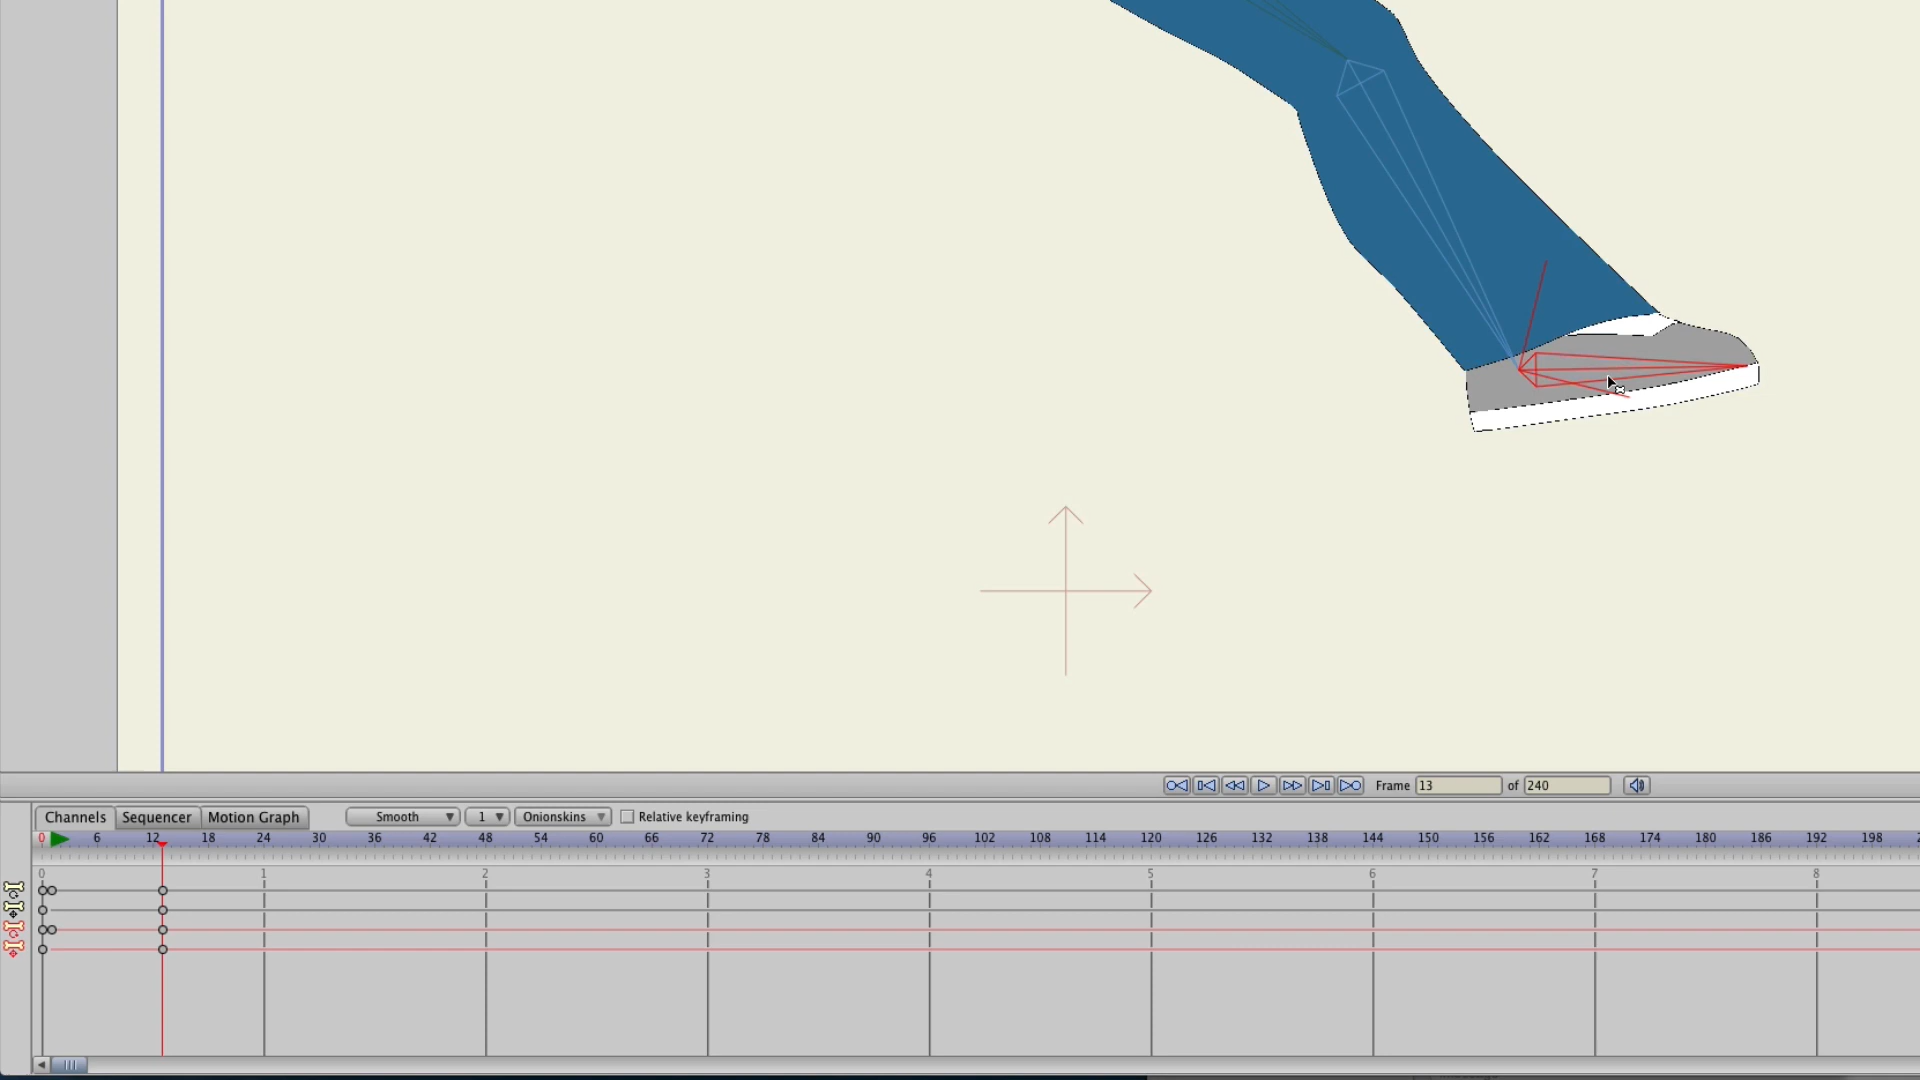 Frame 13 of 240
Channels Sequencer Motion Graph Smooth 1 Onionskins Relative keyframing
0 6 12 18 24 30 36 42 48 54 60 66 72 78 84 90 96 102 108 114 120 126 132 138 144 150 156 162 168 174 180 186 192 198
0 1 2 3 4 5 6 7 8